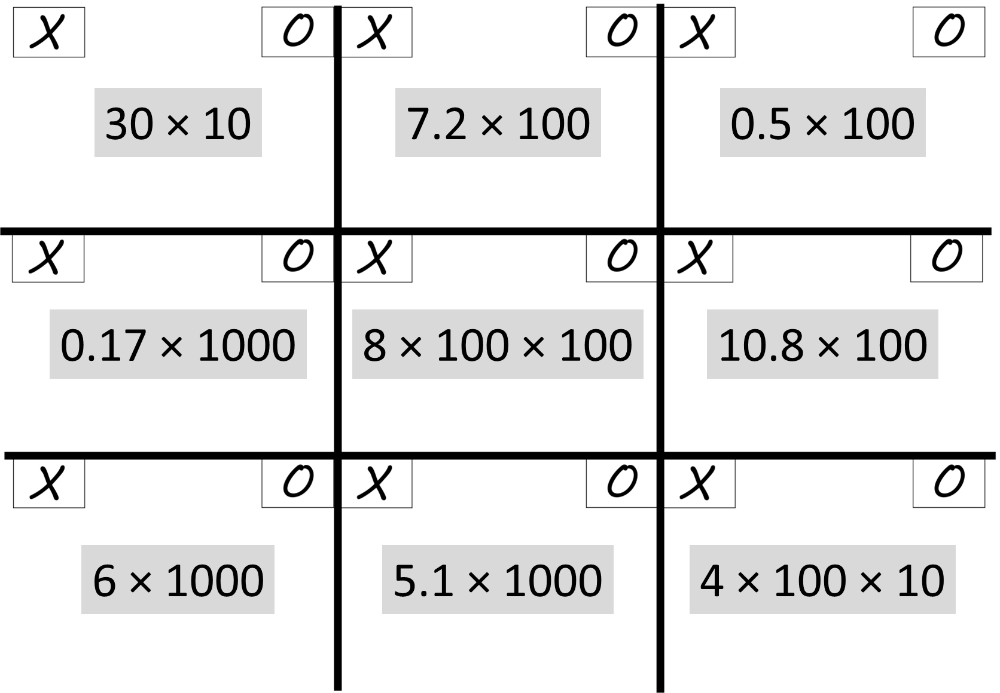 X O X O X O
30 × 10 7.2 × 100 0.5 × 100
X O X O X O
0.17 × 1000 8 × 100 × 100 10.8 × 100
X O X O X O
6 × 1000 5.1 × 1000 4 × 100 × 10